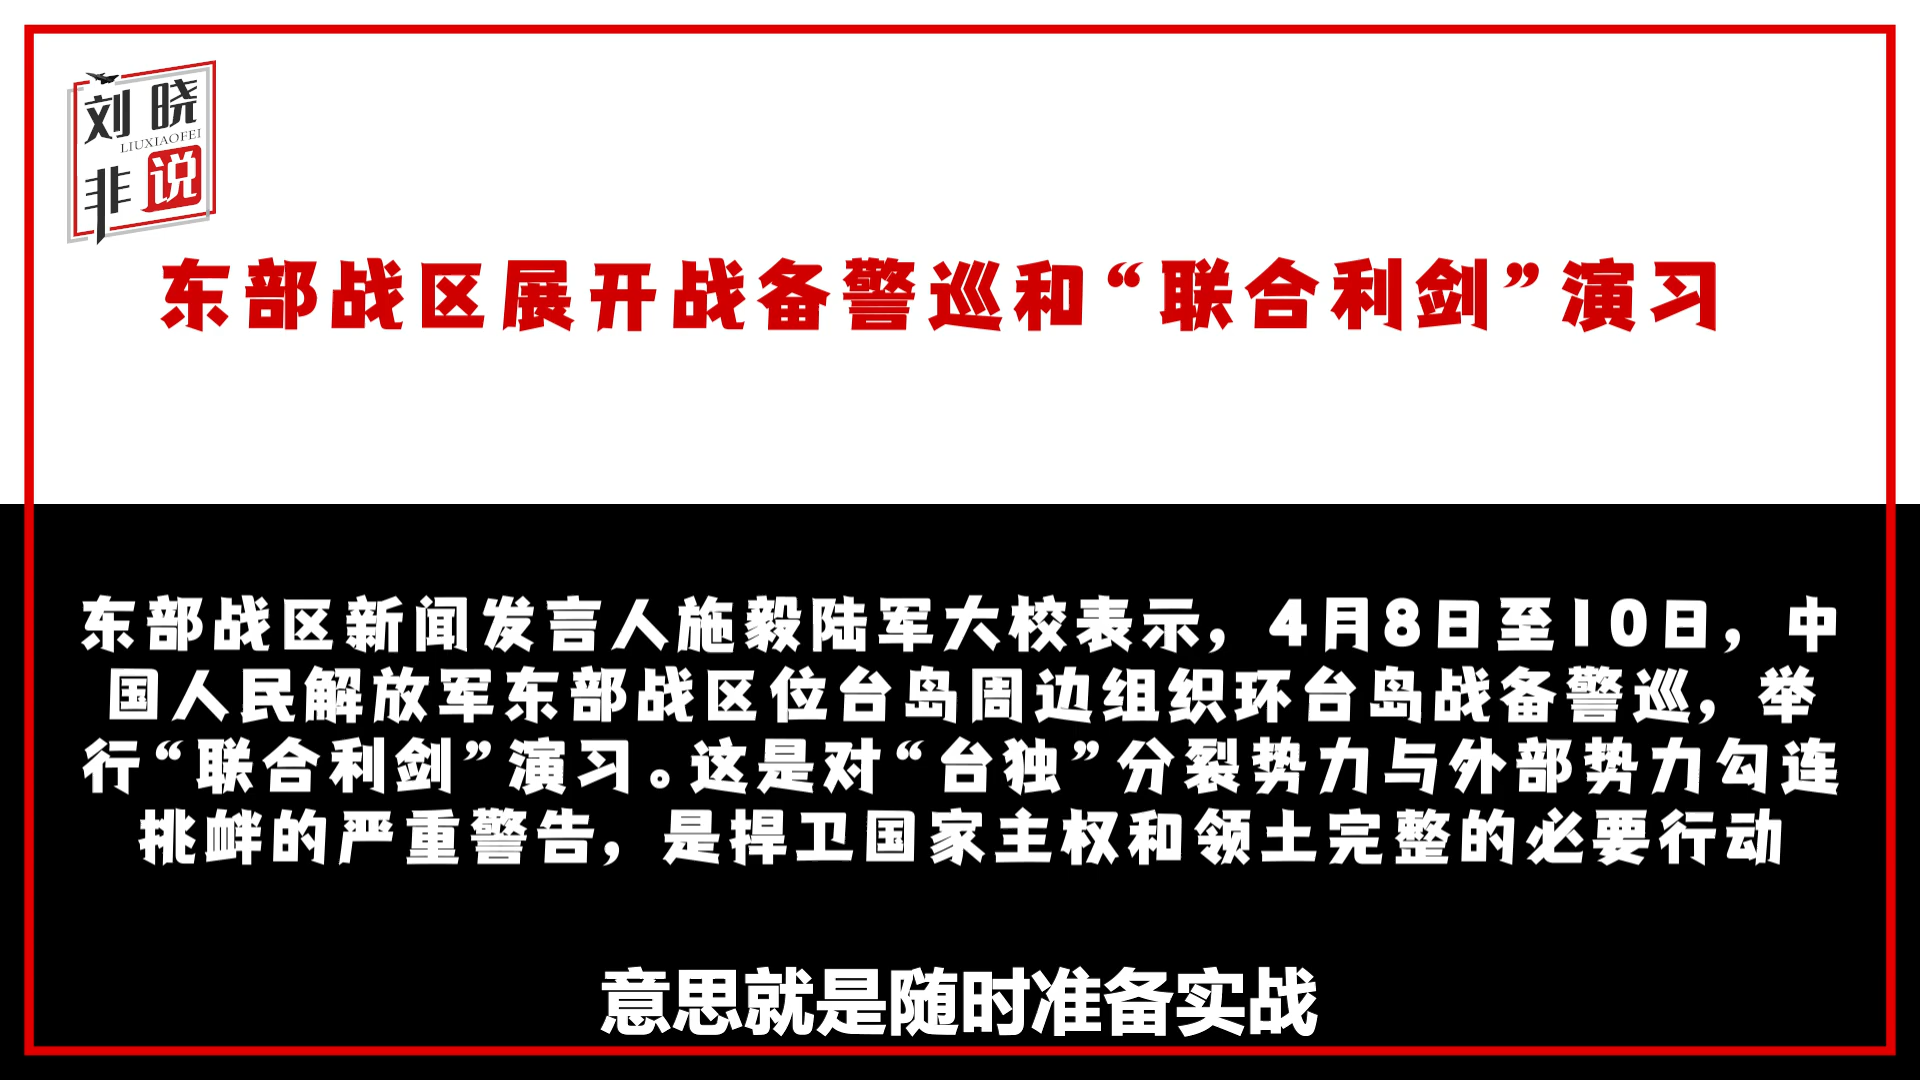 刘晓
LIUXIAOFEI
非说
东部战区展开战备警巡和“联合利剑”演习
东部战区新闻发言人施毅陆军大校表示，4月8日至10日，中
国人民解放军东部战区位台岛周边组织环台岛战备警巡，举
行“联合利剑”演习。这是对“台独”分裂势力与外部势力勾连
挑衅的严重警告，是捍卫国家主权和领土完整的必要行动
意思就是随时准备实战